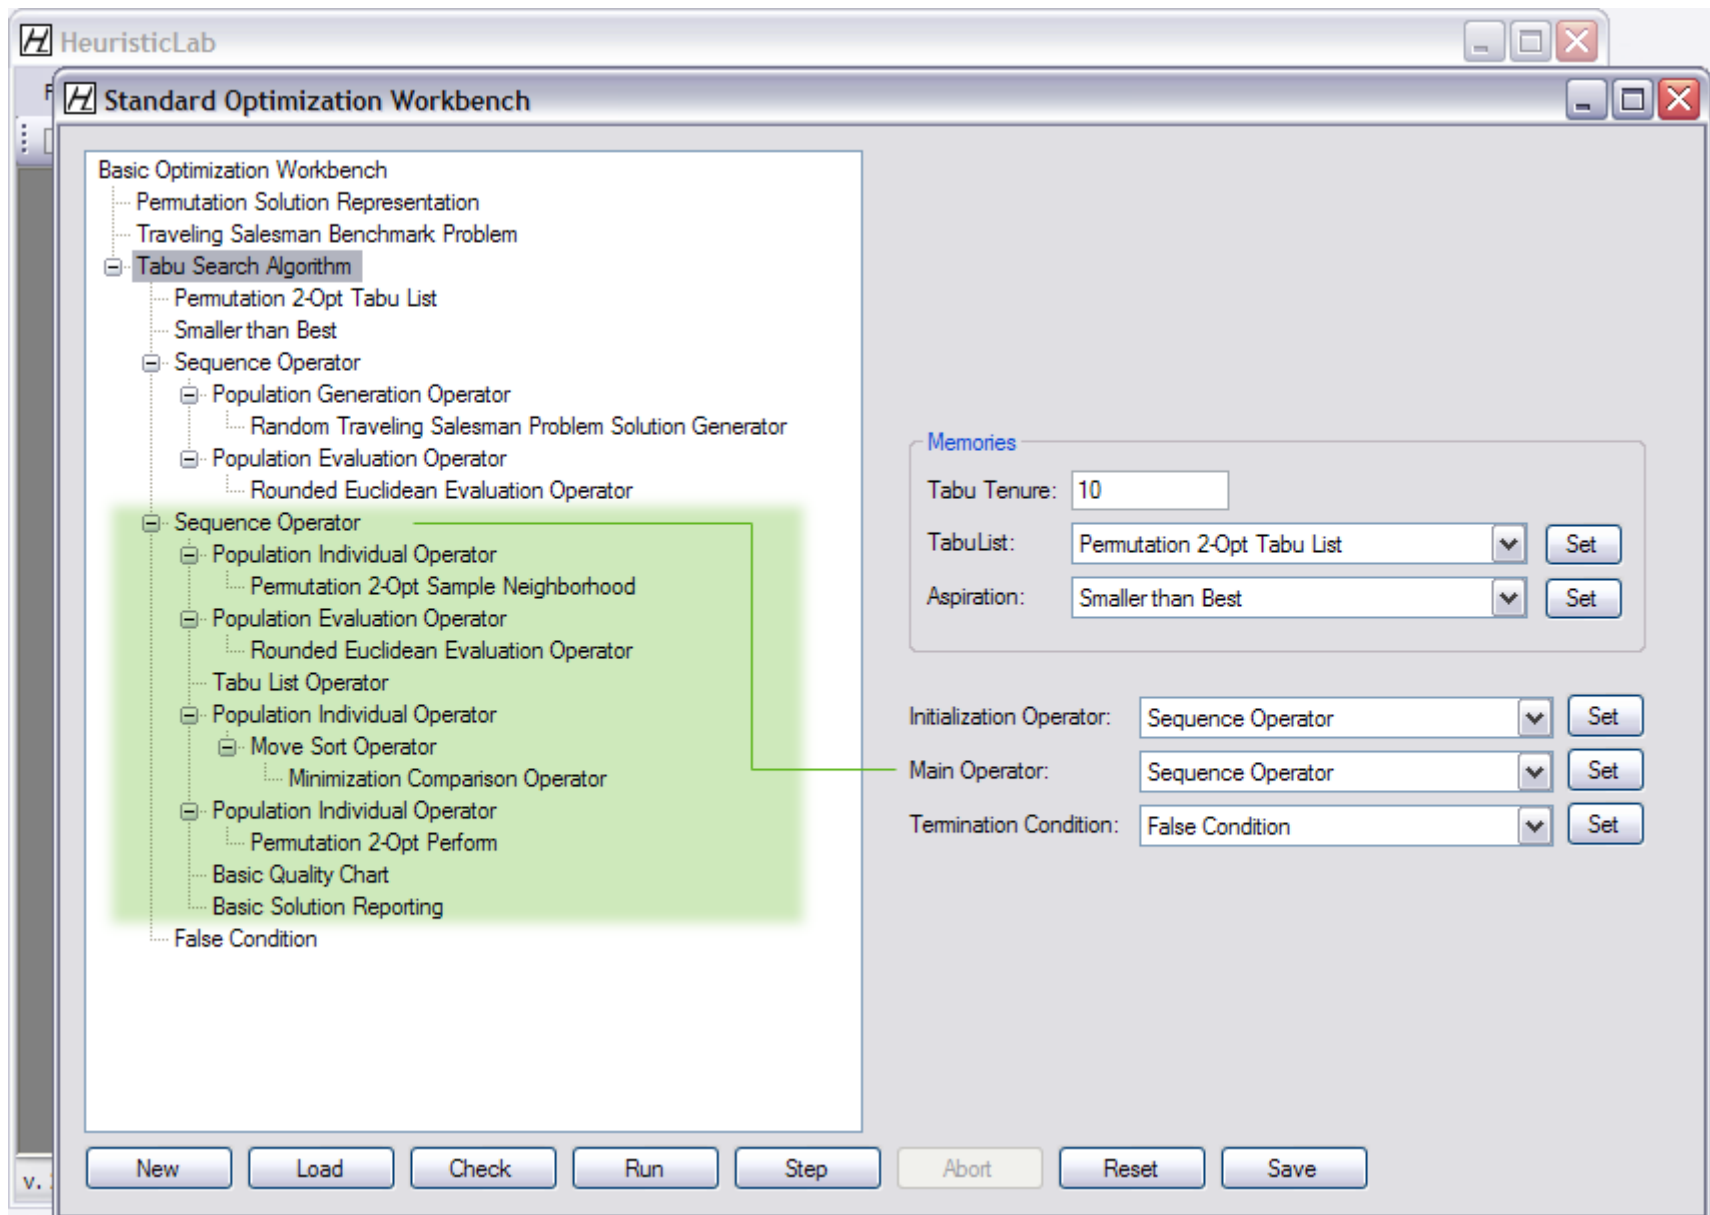 HeuristicLab
Standard Optimization Workbench
Basic Optimization Workbench
Permutation Solution Representation
Traveling Salesman Benchmark Problem
Tabu Search Algorithm
Permutation 2-Opt Tabu List
Smaller than Best
Sequence Operator
Population Generation Operator
Random Traveling Salesman Problem Solution Generator
Population Evaluation Operator
Rounded Euclidean Evaluation Operator
Sequence Operator
Population Individual Operator
Permutation 2-Opt Sample Neighborhood
Population Evaluation Operator
Rounded Euclidean Evaluation Operator
Tabu List Operator
Population Individual Operator
Move Sort Operator
Minimization Comparison Operator
Population Individual Operator
Permutation 2-Opt Perform
Basic Quality Chart
Basic Solution Reporting
False Condition
Memories
Tabu Tenure: 10
TabuList: Permutation 2-Opt Tabu List Set
Aspiration: Smaller than Best Set
Initialization Operator: Sequence Operator Set
Main Operator: Sequence Operator Set
Termination Condition: False Condition Set
New Load Check Run Step Abort Reset Save
v.